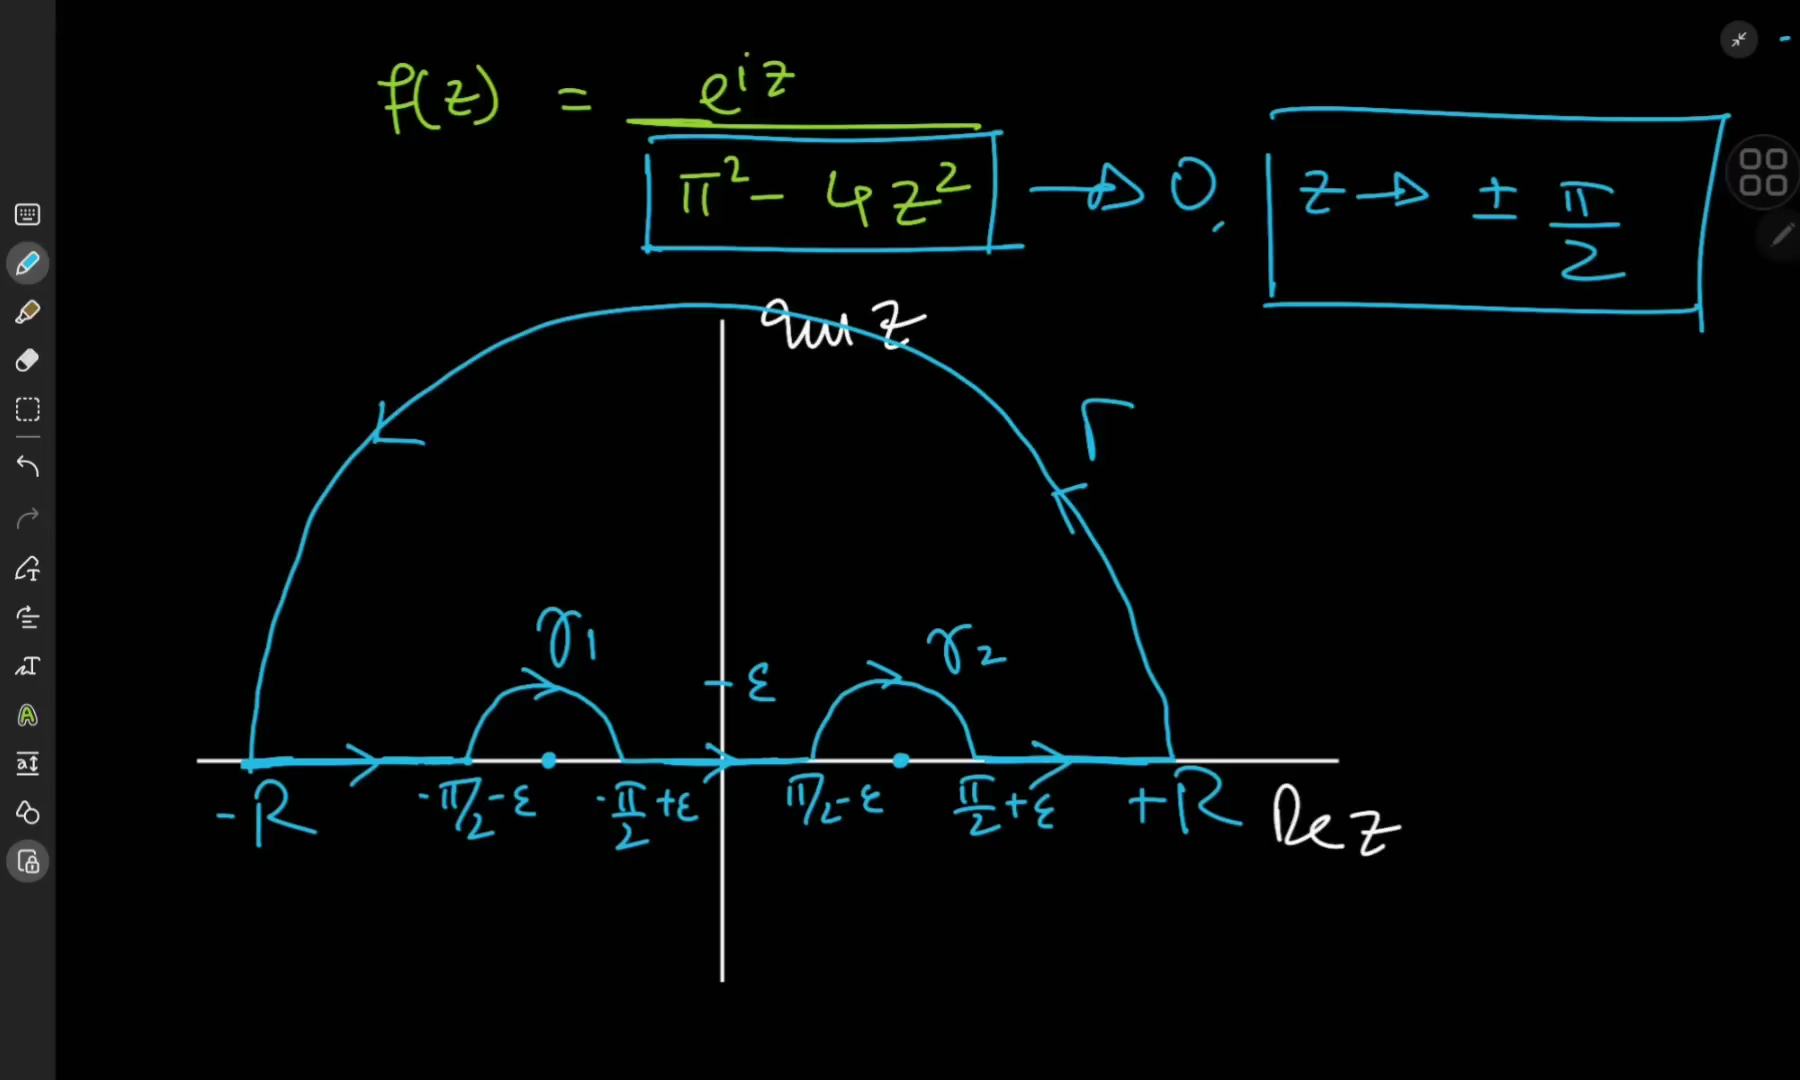 f(z) = e^{iz} / (π² - 4z²) → 0, z → ± π/2
Im z
Γ
γ₁
γ₂
- ε
-R
-π/2 - ε
-π/2 + ε
π/2 - ε
π/2 + ε
+R
Re z